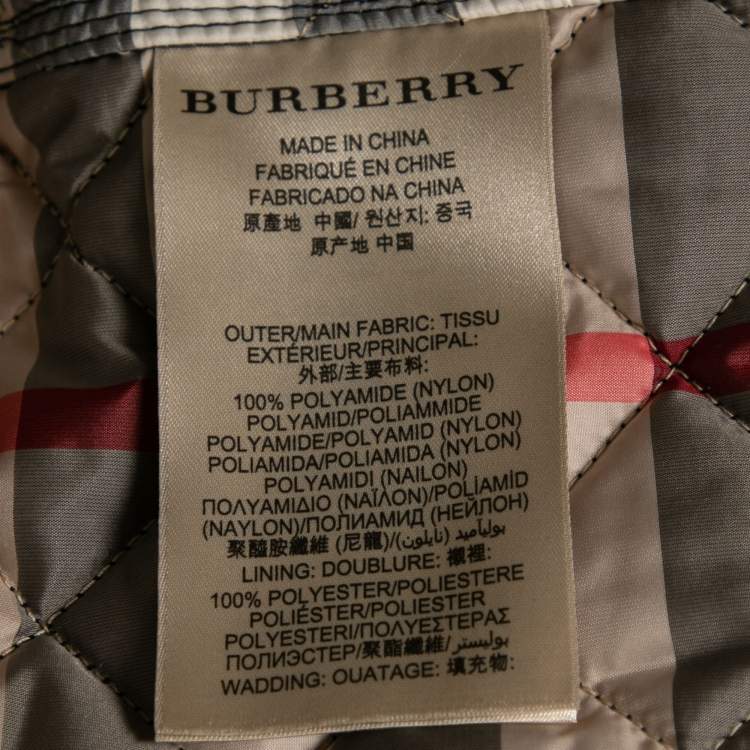 BURBERRY
MADE IN CHINA
FABRIQUÉ EN CHINE
FABRICADO NA CHINA
原產地 中國/ 원산지: 중국
原产地 中国
OUTER/MAIN FABRIC: TISSU
EXTÉRIEUR/PRINCIPAL:
外部/主要布料:
100% POLYAMIDE (NYLON)
POLYAMID/POLIAMMIDE
POLYAMIDE/POLYAMID (NYLON)
POLIAMIDA/POLIAMIDA (NYLON)
POLYAMIDI (NAILON)
ΠΟΛΥΑΜΙΔΙΟ (ΝΑΪΛΟΝ)/POLİAMİD
(NAYLON)/ПОЛИАМИД (НЕЙЛОН)
聚醯胺纖維 (尼龍)/(نايلون) بولياميد
LINING: DOUBLURE: 襯裡:
100% POLYESTER/POLIESTERE
POLIÉSTER/POLIESTER
POLYESTERI/ΠΟΛΥΕΣΤΕΡΑΣ
ПОЛИЭСТЕР/聚酯纖維/بوليستر
WADDING: OUATAGE: 填充物: